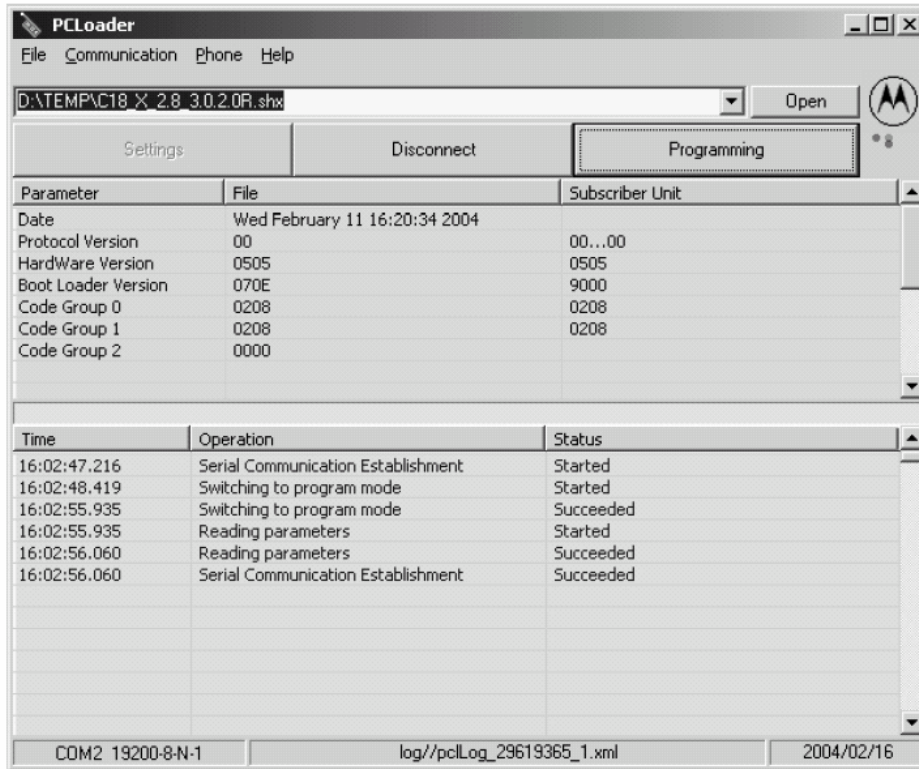 PCLoader
File Communication Phone Help
D:\TEMP\C18_X_2.8_3.0.2.0R.shx Open
Settings Disconnect Programming
Parameter File Subscriber Unit
Date Wed February 11 16:20:34 2004
Protocol Version 00 00...00
HardWare Version 0505 0505
Boot Loader Version 070E 9000
Code Group 0 0208 0208
Code Group 1 0208 0208
Code Group 2 0000
Time Operation Status
16:02:47.216 Serial Communication Establishment Started
16:02:48.419 Switching to program mode Started
16:02:55.935 Switching to program mode Succeeded
16:02:55.935 Reading parameters Started
16:02:56.060 Reading parameters Succeeded
16:02:56.060 Serial Communication Establishment Succeeded
COM2 19200-8-N-1 log//pclLog_29619365_1.xml 2004/02/16